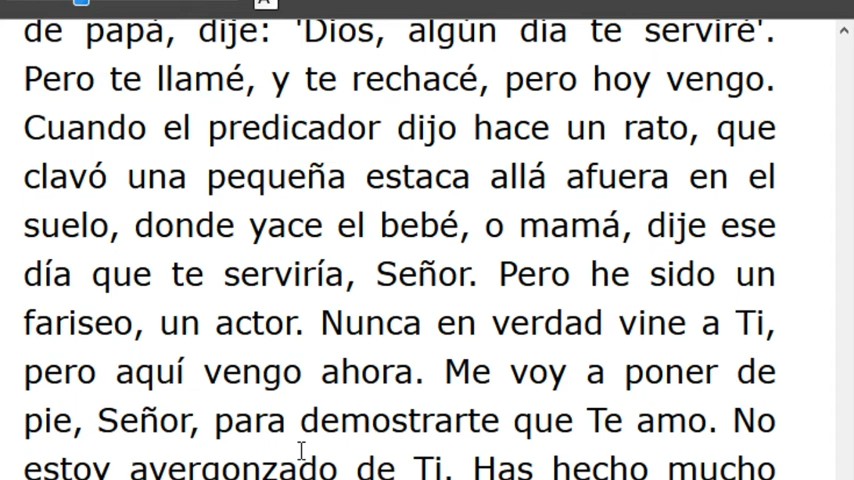 de papá, dije: 'Dios, algún día te serviré'.
Pero te llamé, y te rechacé, pero hoy vengo.
Cuando el predicador dijo hace un rato, que
clavó una pequeña estaca allá afuera en el
suelo, donde yace el bebé, o mamá, dije ese
día que te serviría, Señor. Pero he sido un
fariseo, un actor. Nunca en verdad vine a Ti,
pero aquí vengo ahora. Me voy a poner de
pie, Señor, para demostrarte que Te amo. No
estoy avergonzado de Ti. Has hecho mucho